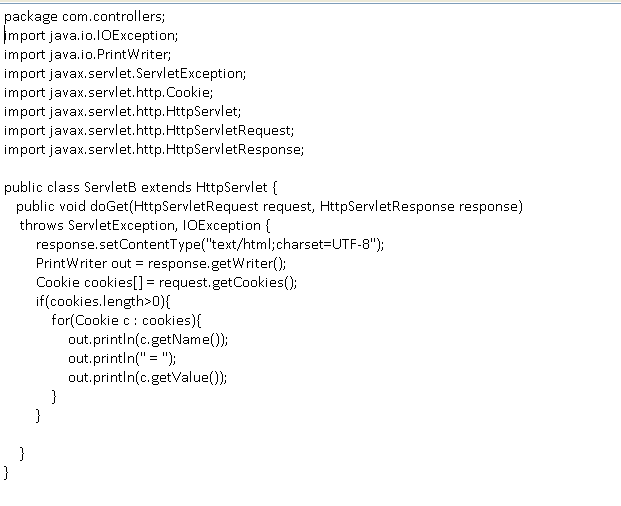 package com.controllers;
import java.io.IOException;
import java.io.PrintWriter;
import javax.servlet.ServletException;
import javax.servlet.http.Cookie;
import javax.servlet.http.HttpServlet;
import javax.servlet.http.HttpServletRequest;
import javax.servlet.http.HttpServletResponse;

public class ServletB extends HttpServlet {
   public void doGet(HttpServletRequest request, HttpServletResponse response)
    throws ServletException, IOException {
        response.setContentType("text/html;charset=UTF-8");
        PrintWriter out = response.getWriter();
        Cookie cookies[] = request.getCookies();
        if(cookies.length>0){
            for(Cookie c : cookies){
                out.println(c.getName());
                out.println(" = ");
                out.println(c.getValue());
            }
        }

    }
}